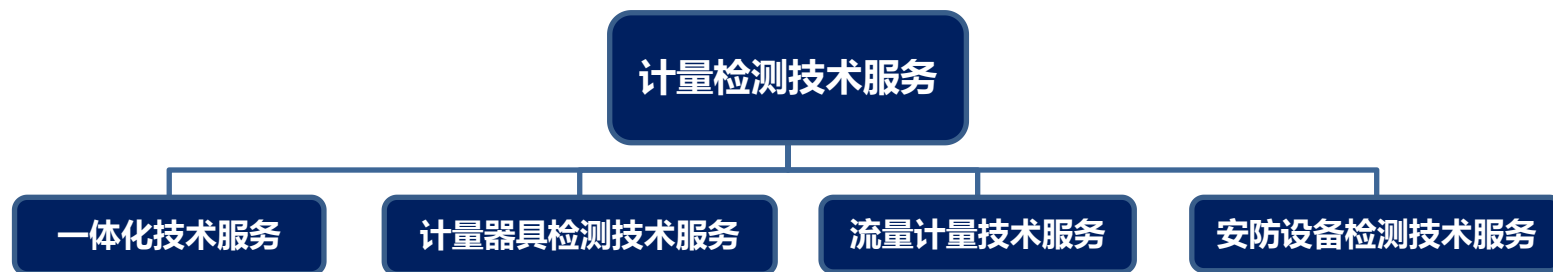 计量检测技术服务
一体化技术服务
计量器具检测技术服务
流量计量技术服务
安防设备检测技术服务